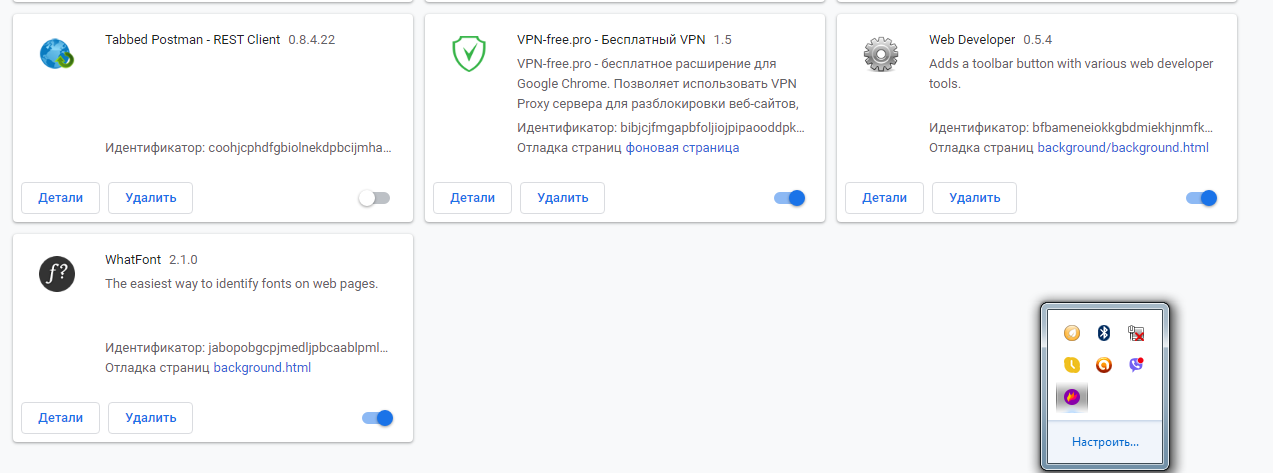 Tabbed Postman - REST Client 0.8.4.22
Идентификатор: coohjcphdfgbiolnekdpbcijmha...
Детали Удалить
VPN-free.pro - Бесплатный VPN 1.5
VPN-free.pro - бесплатное расширение для
Google Chrome. Позволяет использовать VPN
Proxy сервера для разблокировки веб-сайтов,
Идентификатор: bibjcjfmgapbfoljiojpipaooddpk...
Отладка страниц фоновая страница
Детали Удалить
Web Developer 0.5.4
Adds a toolbar button with various web developer
tools.
Идентификатор: bfbameneiokkgbdmiekhjnmfk...
Отладка страниц background/background.html
Детали Удалить
f?
WhatFont 2.1.0
The easiest way to identify fonts on web pages.
Идентификатор: jabopobgcpjmedljpbcaablpml...
Отладка страниц background.html
Детали Удалить
Настроить...